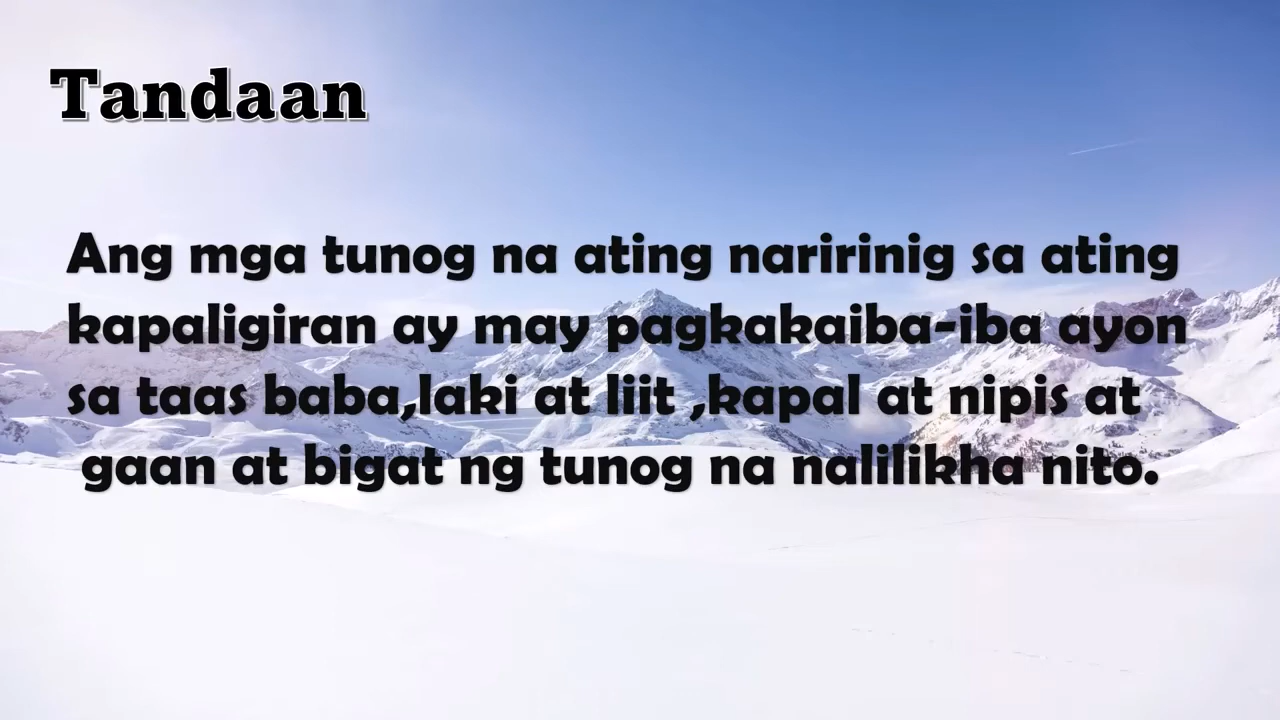 Tandaan
Ang mga tunog na ating naririnig sa ating
kapaligiran ay may pagkakaiba-iba ayon
sa taas baba,laki at liit ,kapal at nipis at
gaan at bigat ng tunog na nalilikha nito.